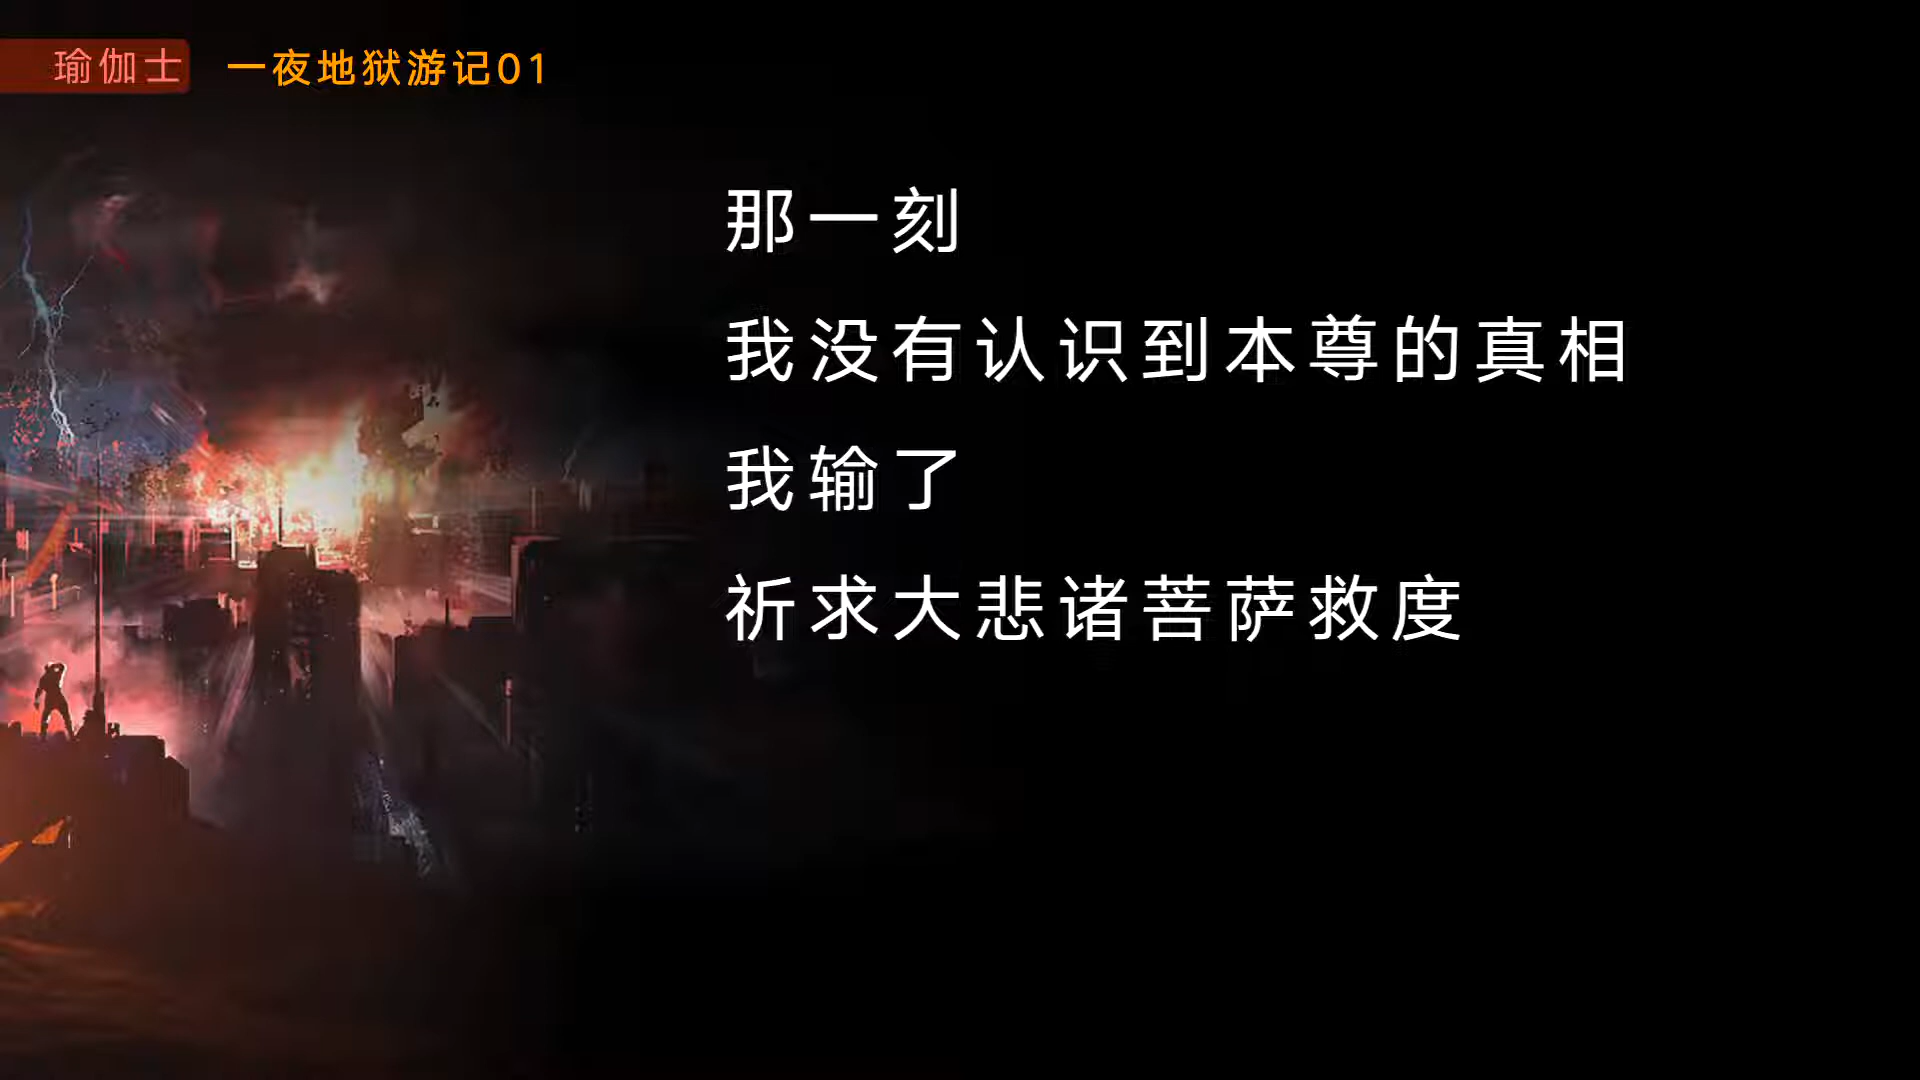 瑜伽士
一夜地狱游记01
那一刻
我没有认识到本尊的真相
我输了
祈求大悲诸菩萨救度